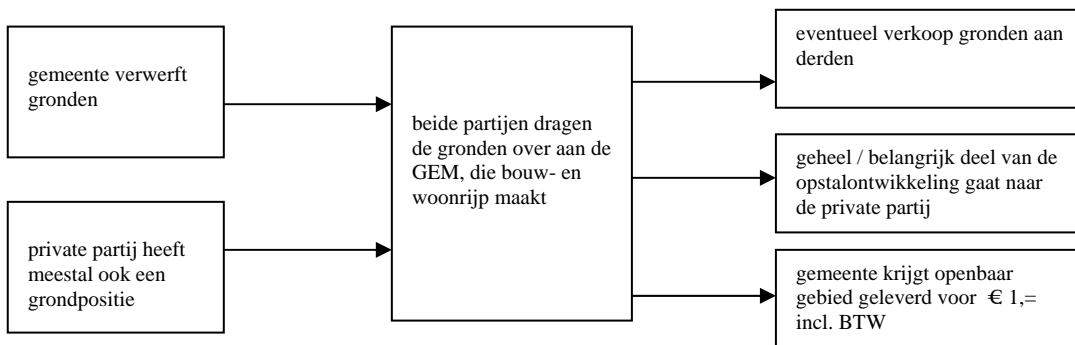 gemeente verwerft
gronden
private partij heeft
meestal ook een
grondpositie
beide partijen dragen
de gronden over aan de
GEM, die bouw- en
woonrijp maakt
eventueel verkoop gronden aan
derden
geheel / belangrijk deel van de
opstalontwikkeling gaat naar
de private partij
gemeente krijgt openbaar
gebied geleverd voor € 1,=
incl. BTW